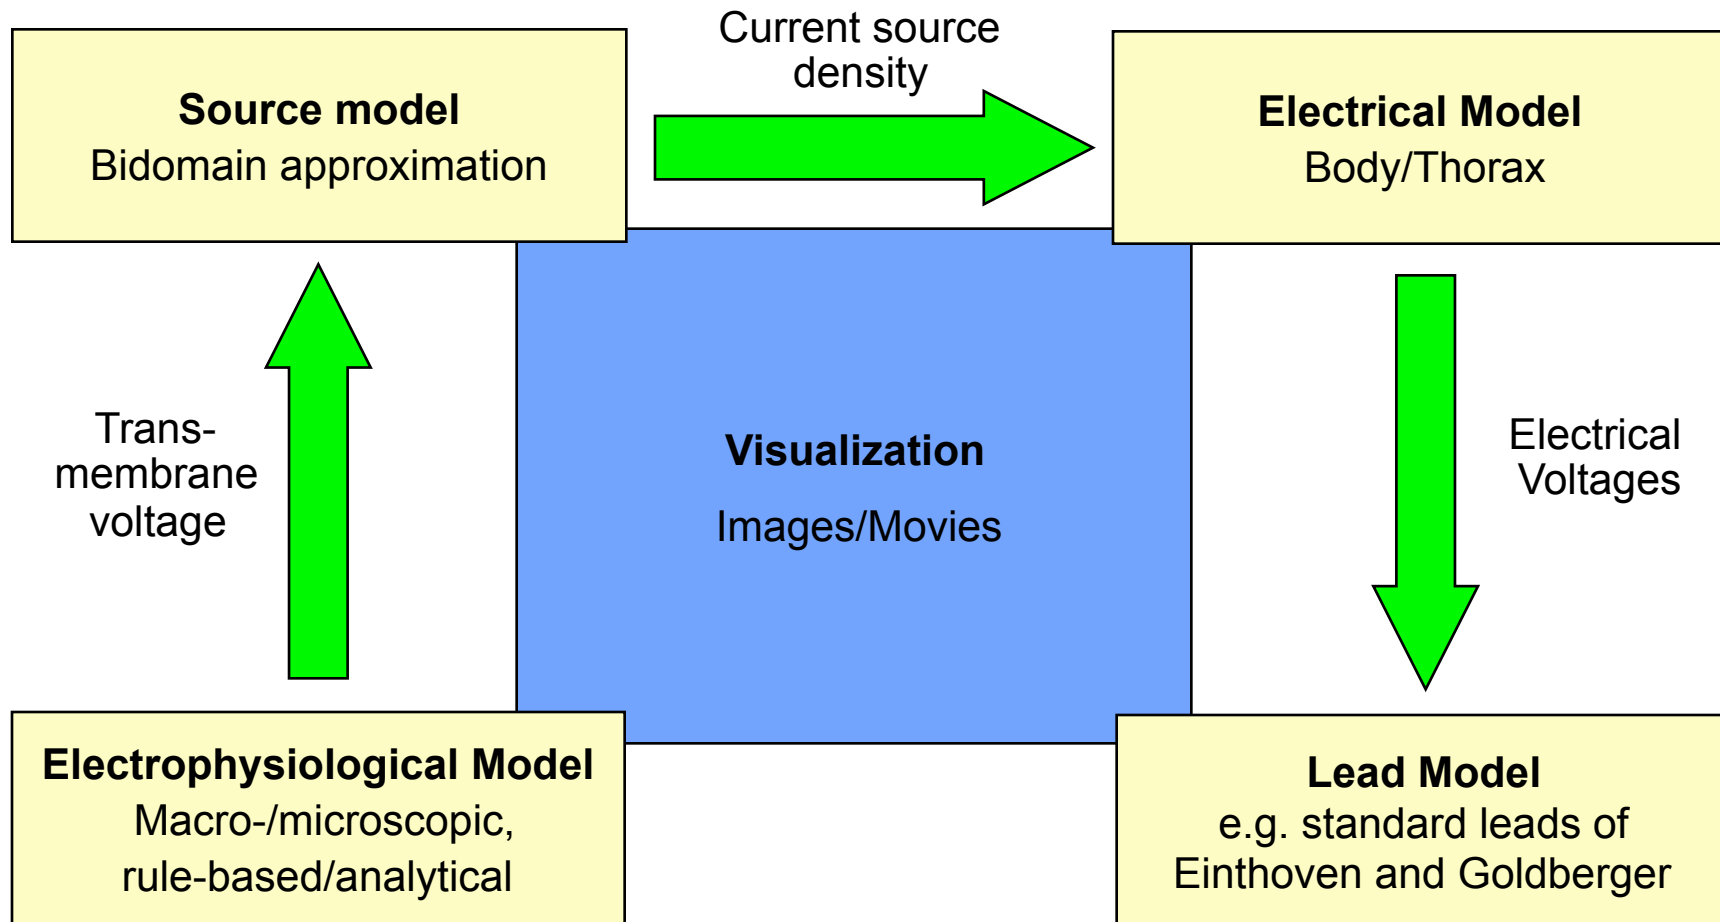 Current source
density
Source model
Bidomain approximation
Electrical Model
Body/Thorax
Trans-
membrane
voltage
Visualization
Images/Movies
Electrical
Voltages
Electrophysiological Model
Macro-/microscopic,
rule-based/analytical
Lead Model
e.g. standard leads of
Einthoven and Goldberger